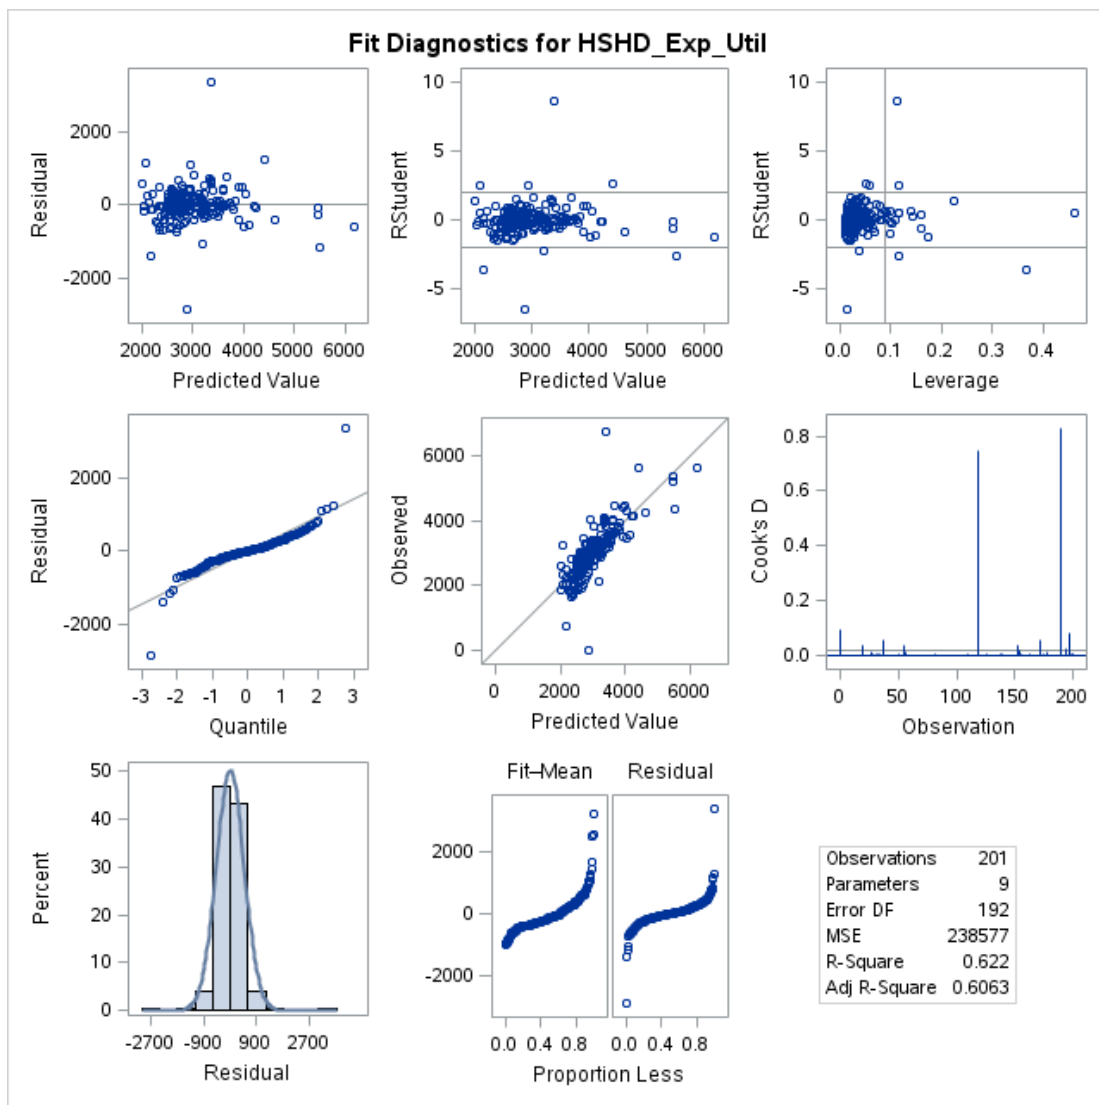 Fit Diagnostics for HSHD_Exp_Util
2000
0
-2000
Residual
2000 3000 4000 5000 6000
Predicted Value
10
5
0
-5
RStudent
2000 3000 4000 5000 6000
Predicted Value
10
5
0
-5
RStudent
0.0 0.1 0.2 0.3 0.4
Leverage
2000
0
-2000
Residual
-3 -2 -1 0 1 2 3
Quantile
6000
4000
2000
0
Observed
0 2000 4000 6000
Predicted Value
0.8
0.6
0.4
0.2
0.0
Cook's D
0 50 100 150 200
Observation
50
40
30
20
10
0
Percent
-2700 -900 900 2700
Residual
Fit–Mean Residual
2000
0
-2000
0.0 0.4 0.8 0.0 0.4 0.8
Proportion Less
Observations 201
Parameters 9
Error DF 192
MSE 238577
R-Square 0.622
Adj R-Square 0.6063